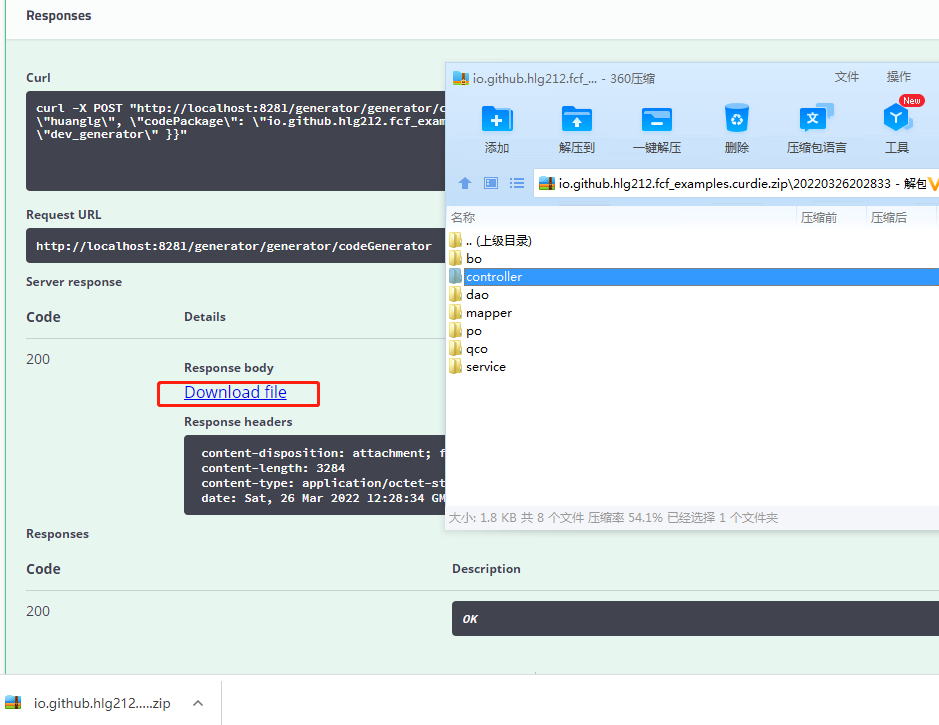 Responses
Curl
curl -X POST "http://localhost:8281/generator/generator/c
\"huanglg\", \"codePackage\": \"io.github.hlg212.fcf_exam
\"dev_generator\" }}"
Request URL
http://localhost:8281/generator/generator/codeGenerator
Server response
Code Details
200
Response body
Download file
Response headers
content-disposition: attachment; f
content-length: 3284
content-type: application/octet-st
date: Sat, 26 Mar 2022 12:28:34 GM
Responses
Code Description
200
OK
io.github.hlg212.....zip
io.github.hlg212.fcf_... - 360压缩 文件 操作
New
添加 解压到 一键解压 删除 压缩包语言 工具
io.github.hlg212.fcf_examples.curdie.zip\20220326202833 - 解包
名称 压缩前 压缩后
.. (上级目录)
bo
controller
dao
mapper
po
qco
service
大小: 1.8 KB 共 8 个文件 压缩率 54.1% 已经选择 1 个文件夹